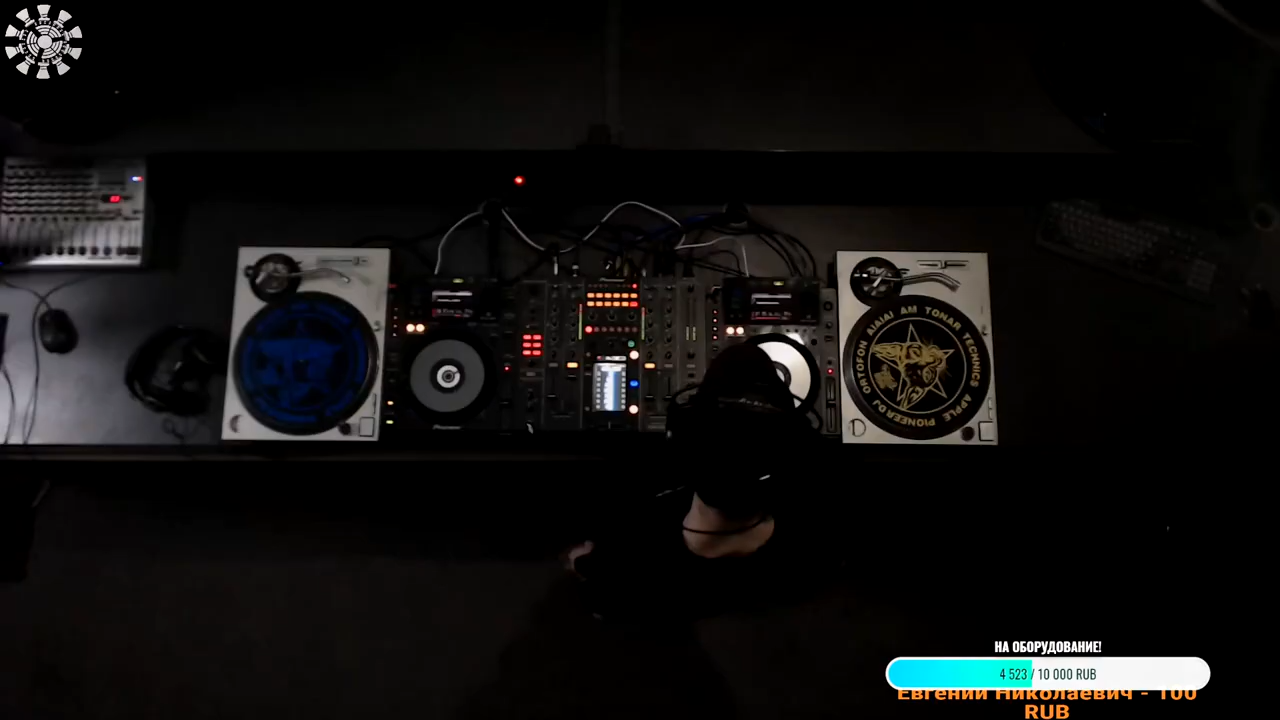 ORTOFON AIAIAI AM TONAR TECHNICS APPLE PIONEER DJ
НА ОБОРУДОВАНИЕ!
4 523 / 10 000 RUB
Евгений Николаевич - 100
RUB